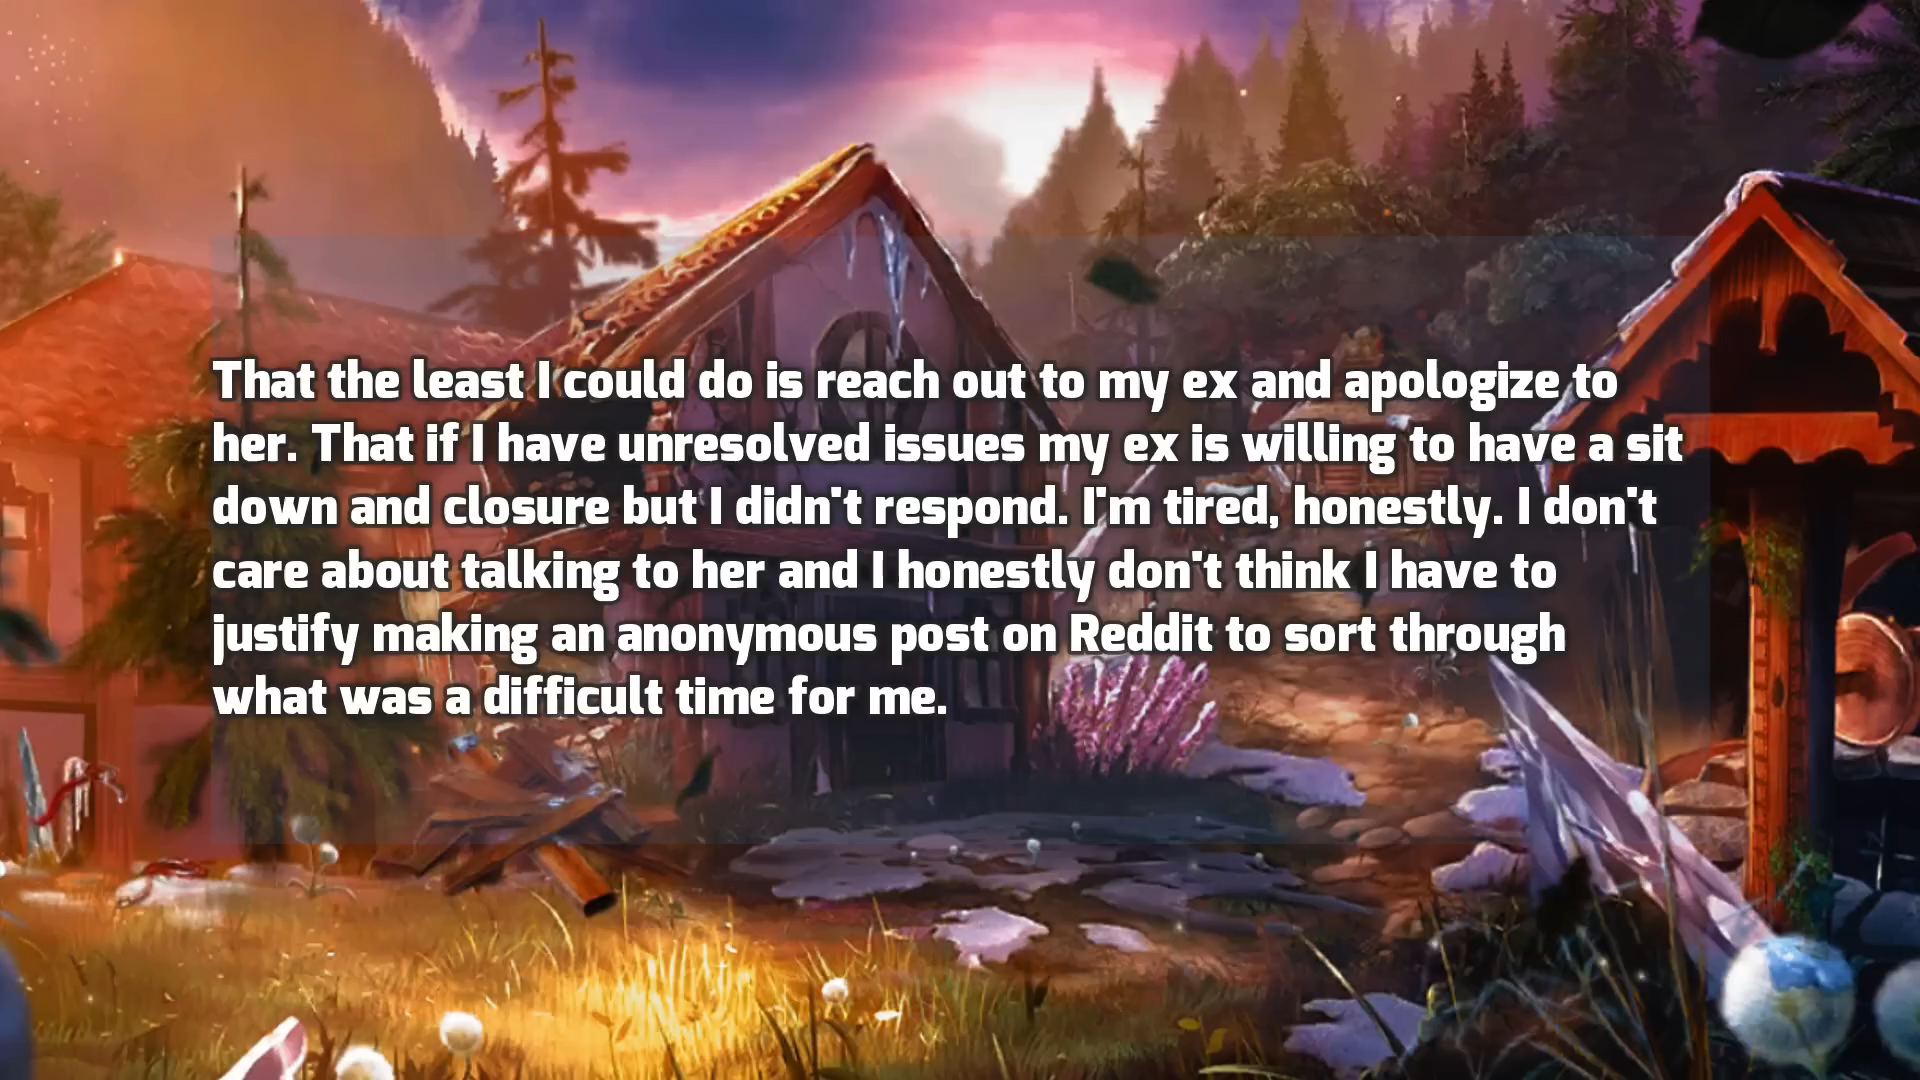 That the least I could do is reach out to my ex and apologize to
her. That if I have unresolved issues my ex is willing to have a sit
down and closure but I didn't respond. I'm tired, honestly. I don't
care about talking to her and I honestly don't think I have to
justify making an anonymous post on Reddit to sort through
what was a difficult time for me.